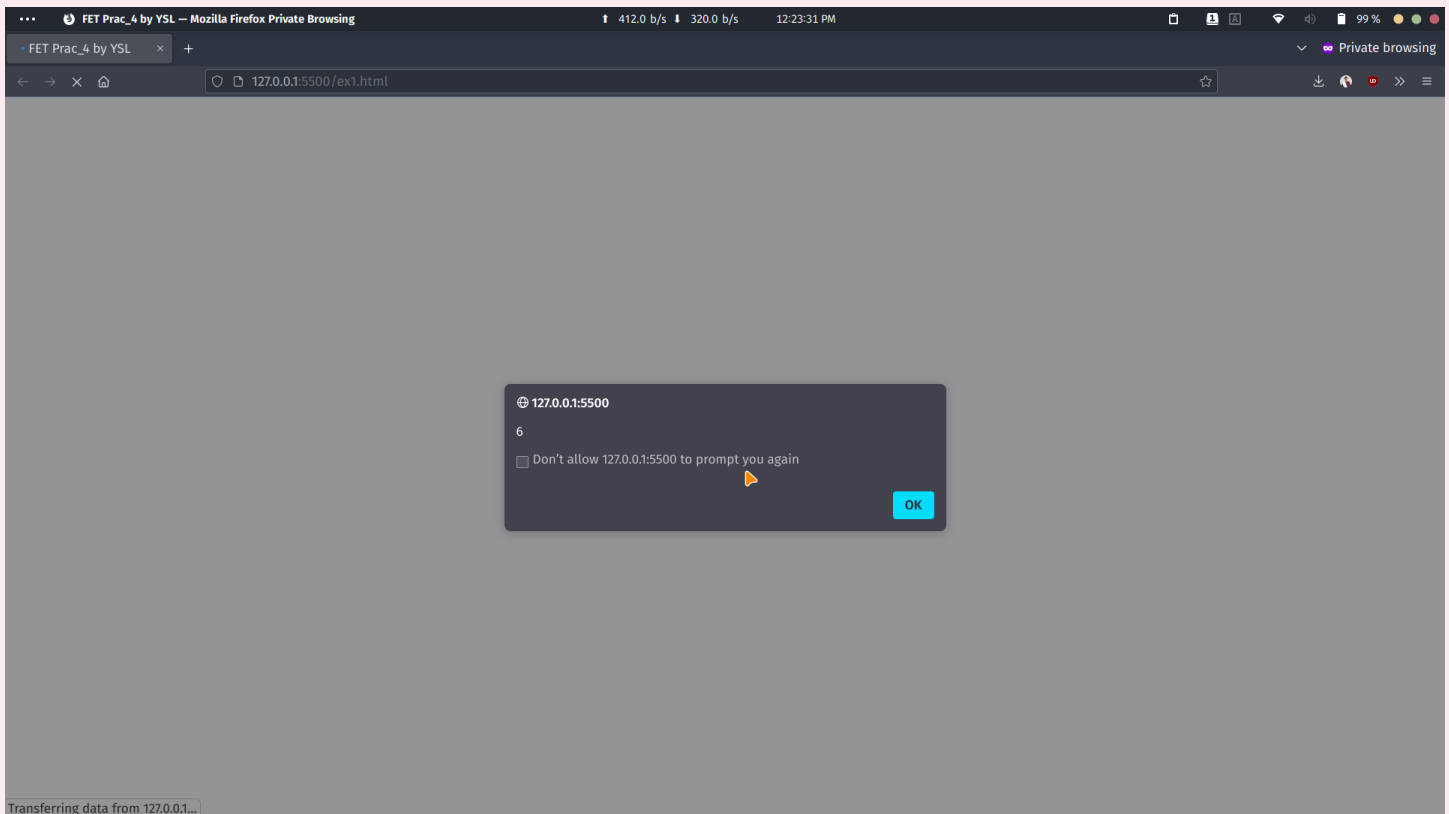 FET Prac_4 by YSL — Mozilla Firefox Private Browsing 412.0 b/s 320.0 b/s 12:23:31 PM 1 A 99 %
FET Prac_4 by YSL Private browsing
127.0.0.1:5500/ex1.html
127.0.0.1:5500
6
Don't allow 127.0.0.1:5500 to prompt you again
OK
Transferring data from 127.0.0.1...